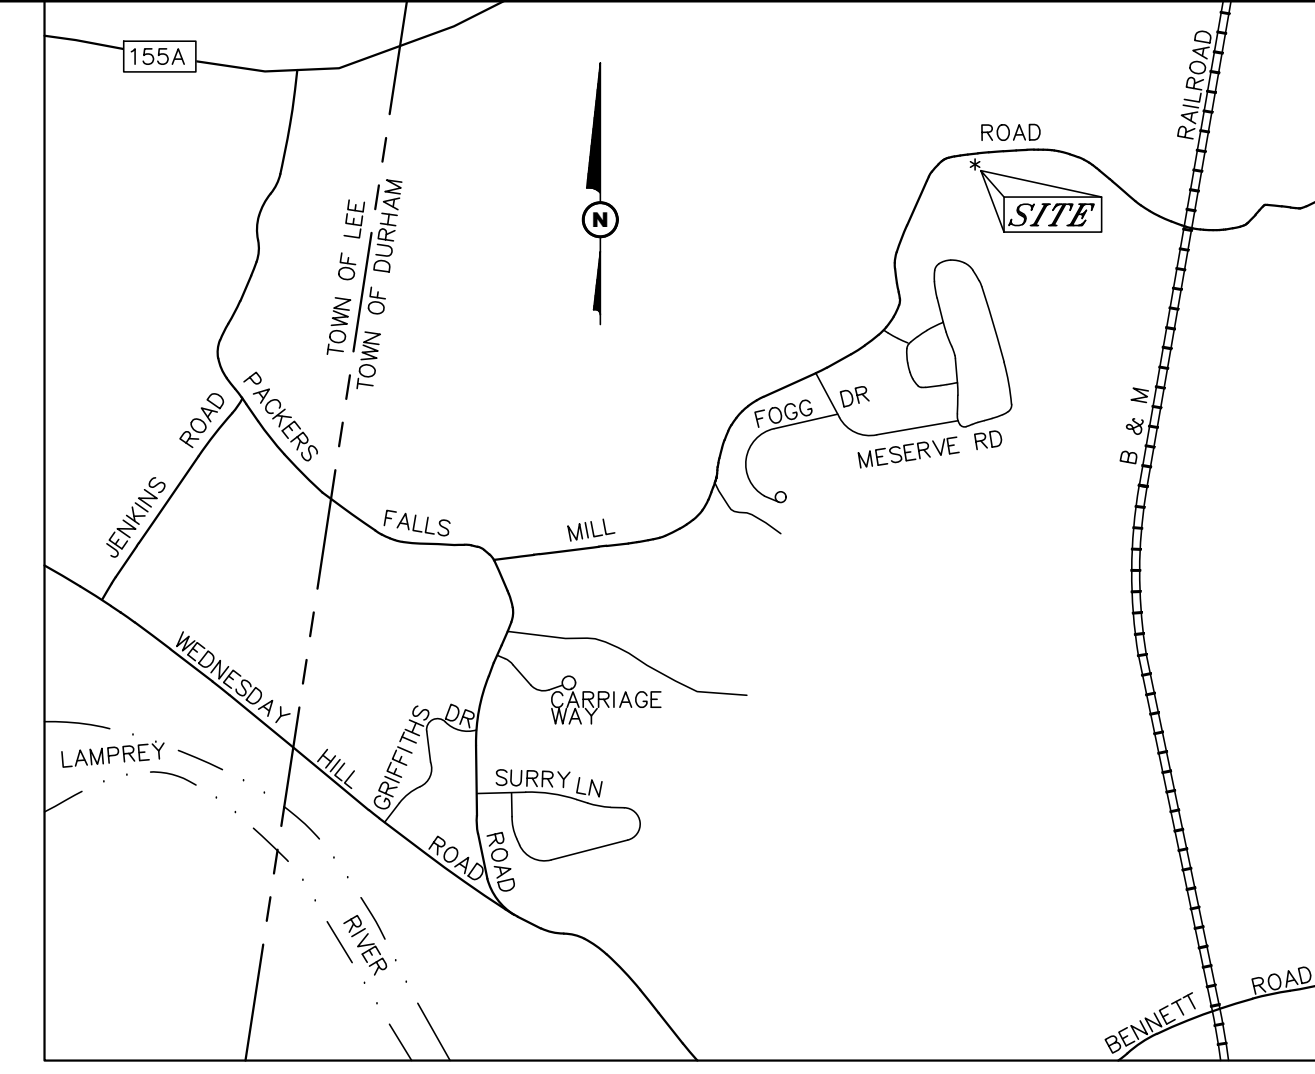 155A
RAILROAD
ROAD
SITE
TOWN OF LEE
TOWN OF DURHAM
N
PACKERS
ROAD
JENKINS
FOGG
DR
MESERVE RD
B & M
FALLS
MILL
WEDNESDAY
CARRIAGE
WAY
GRIFFITHS
DR
LAMPREY
HILL
SURRY LN
ROAD
ROAD
RIVER
BENNETT
ROAD